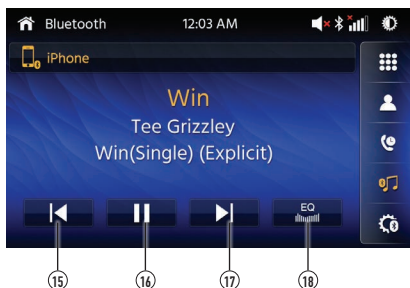 Bluetooth 12:03 AM
iPhone
Win
Tee Grizzley
Win(Single) (Explicit)
EQ
15 16 17 18